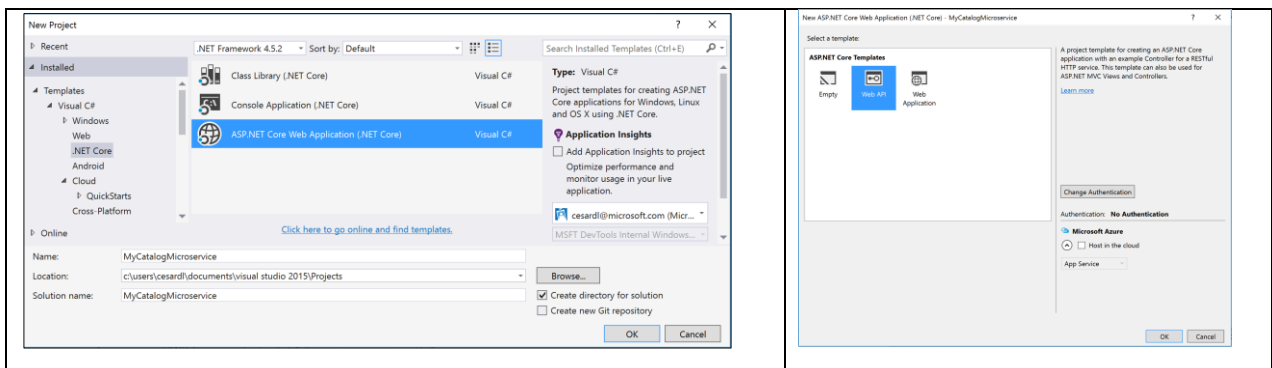 New Project
? ×
Recent
.NET Framework 4.5.2 Sort by: Default
Search Installed Templates (Ctrl+E)
Installed
Templates
Visual C#
Windows
Web
.NET Core
Android
Cloud
QuickStarts
Cross-Platform
Online
Class Library (.NET Core) Visual C#
Console Application (.NET Core) Visual C#
ASP.NET Core Web Application (.NET Core) Visual C#
Click here to go online and find templates.
Type: Visual C#
Project templates for creating ASP.NET
Core applications for Windows, Linux
and OS X using .NET Core.
Application Insights
Add Application Insights to project
Optimize performance and
monitor usage in your live
application.
cesardl@microsoft.com (Micr...
MSFT DevTools Internal Windows...
Name: MyCatalogMicroservice
Location: c:\users\cesardl\documents\visual studio 2015\Projects
Browse...
Solution name: MyCatalogMicroservice
Create directory for solution
Create new Git repository
OK Cancel
New ASP.NET Core Web Application (.NET Core) - MyCatalogMicroservice
? ×
Select a template:
ASP.NET Core Templates
Empty
Web API
Web
Application
A project template for creating an ASP.NET Core
application with an example Controller for a RESTful
HTTP service. This template can also be used for
ASP.NET MVC Views and Controllers.
Learn more
Change Authentication
Authentication: No Authentication
Microsoft Azure
Host in the cloud
App Service
OK Cancel